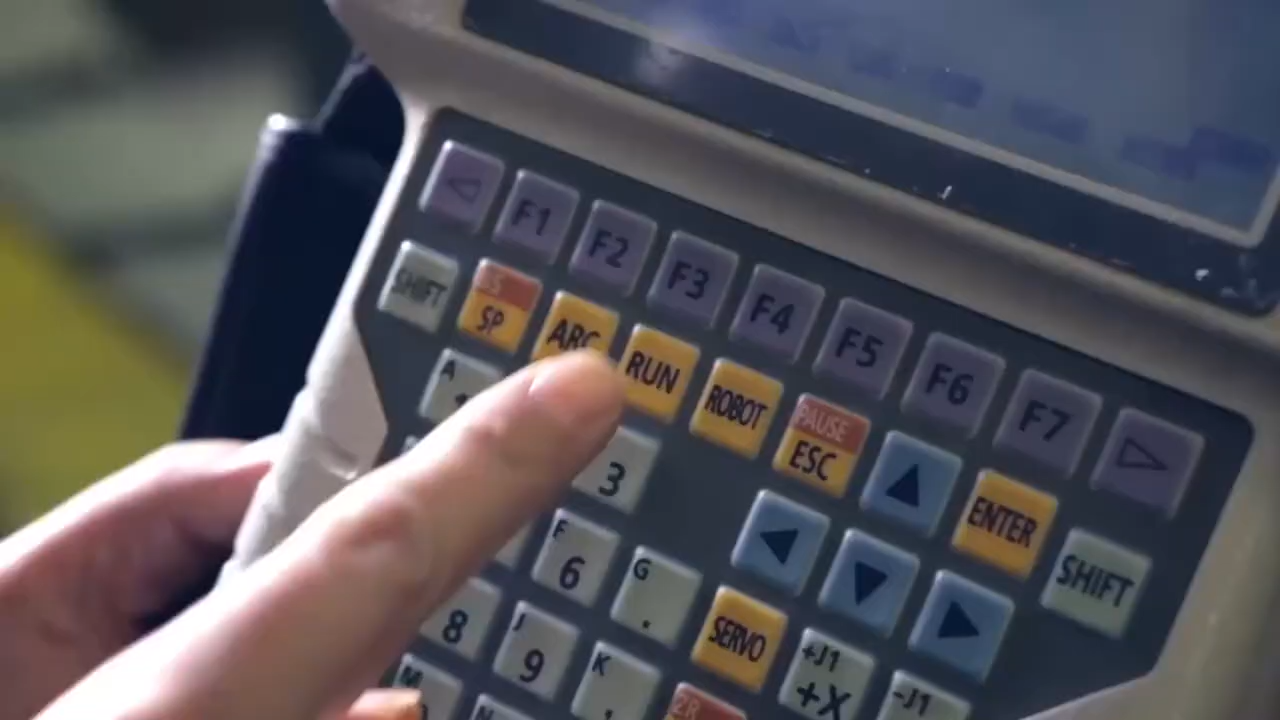 F1 F2 F3 F4 F5 F6 F7
SHIFT
SP
ARC
RUN
ROBOT
PAUSE
ESC
ENTER
SHIFT
A
3
F
6
G
.
SERVO
8
J
9
K
+J1
+X
-J1
M
N
2R